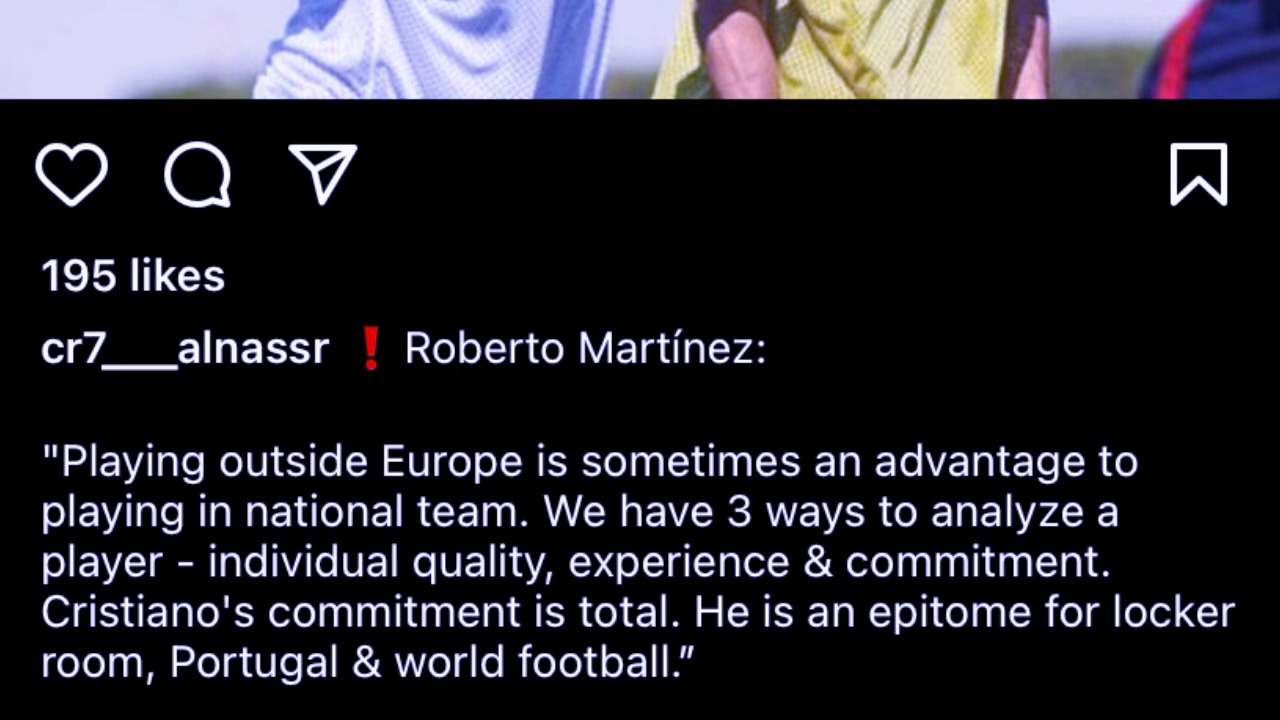 195 likes
cr7___alnassr ❗ Roberto Martínez:
"Playing outside Europe is sometimes an advantage to
playing in national team. We have 3 ways to analyze a
player - individual quality, experience & commitment.
Cristiano's commitment is total. He is an epitome for locker
room, Portugal & world football.”